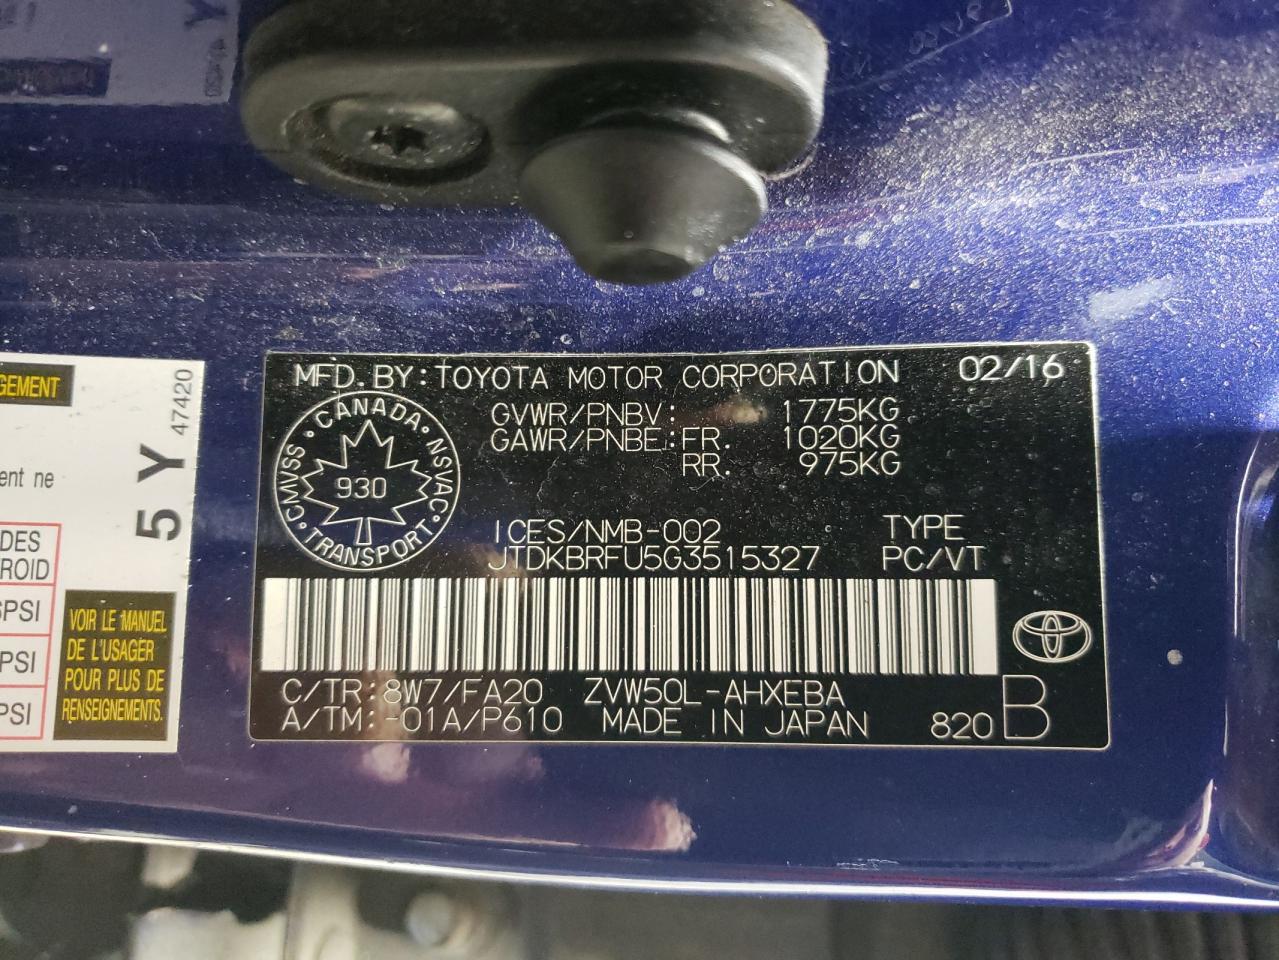 GEMENT
5 Y
47420
ent ne
DES
ROID
PSI
PSI
PSI
VOIR LE MANUEL
DE L'USAGER
POUR PLUS DE
RENSEIGNEMENTS.
MFD. BY: TOYOTA MOTOR CORPORATION 02/16
GVWR/PNBV: 1775KG
GAWR/PNBE: FR. 1020KG
RR. 975KG
CANADA · NSVAC · TRANSPORT · CMVSS ·
930
ICES/NMB-002 TYPE
JTDKBRFU5G3515327 PC/VT
C/TR: 8W7/FA20 ZVW50L-AHXEBA
A/TM: -01A/P610 MADE IN JAPAN 820 B